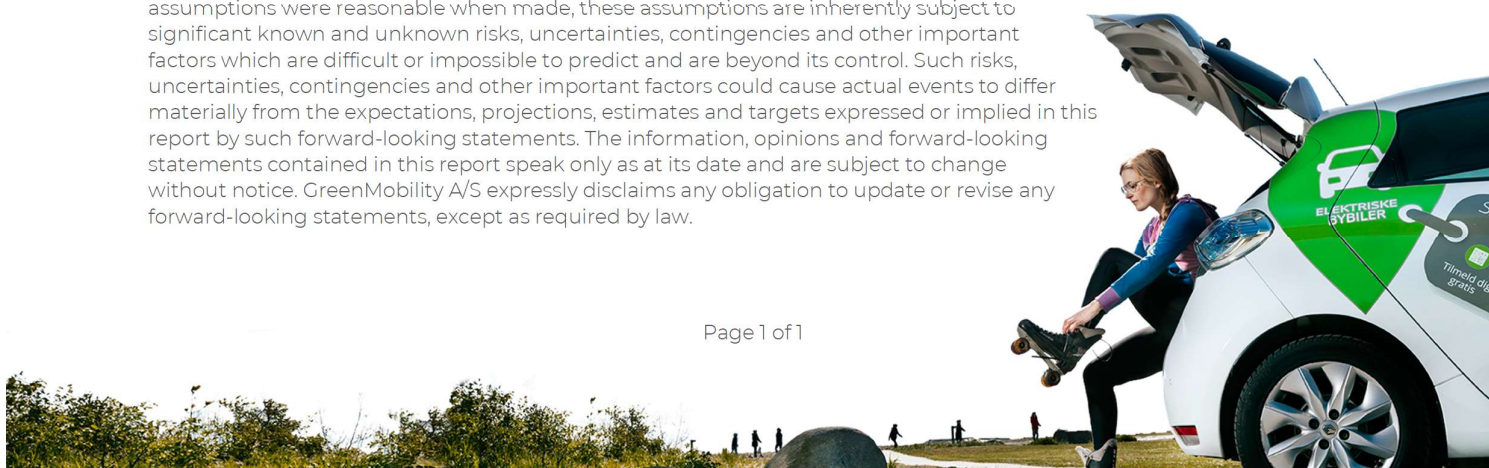 assumptions were reasonable when made, these assumptions are inherently subject to
significant known and unknown risks, uncertainties, contingencies and other important
factors which are difficult or impossible to predict and are beyond its control. Such risks,
uncertainties, contingencies and other important factors could cause actual events to differ
materially from the expectations, projections, estimates and targets expressed or implied in this
report by such forward-looking statements. The information, opinions and forward-looking
statements contained in this report speak only as at its date and are subject to change
without notice. GreenMobility A/S expressly disclaims any obligation to update or revise any
forward-looking statements, except as required by law.
ELEKTRISKE
BYBILER
Tilmeld dig
gratis
Page 1 of 1